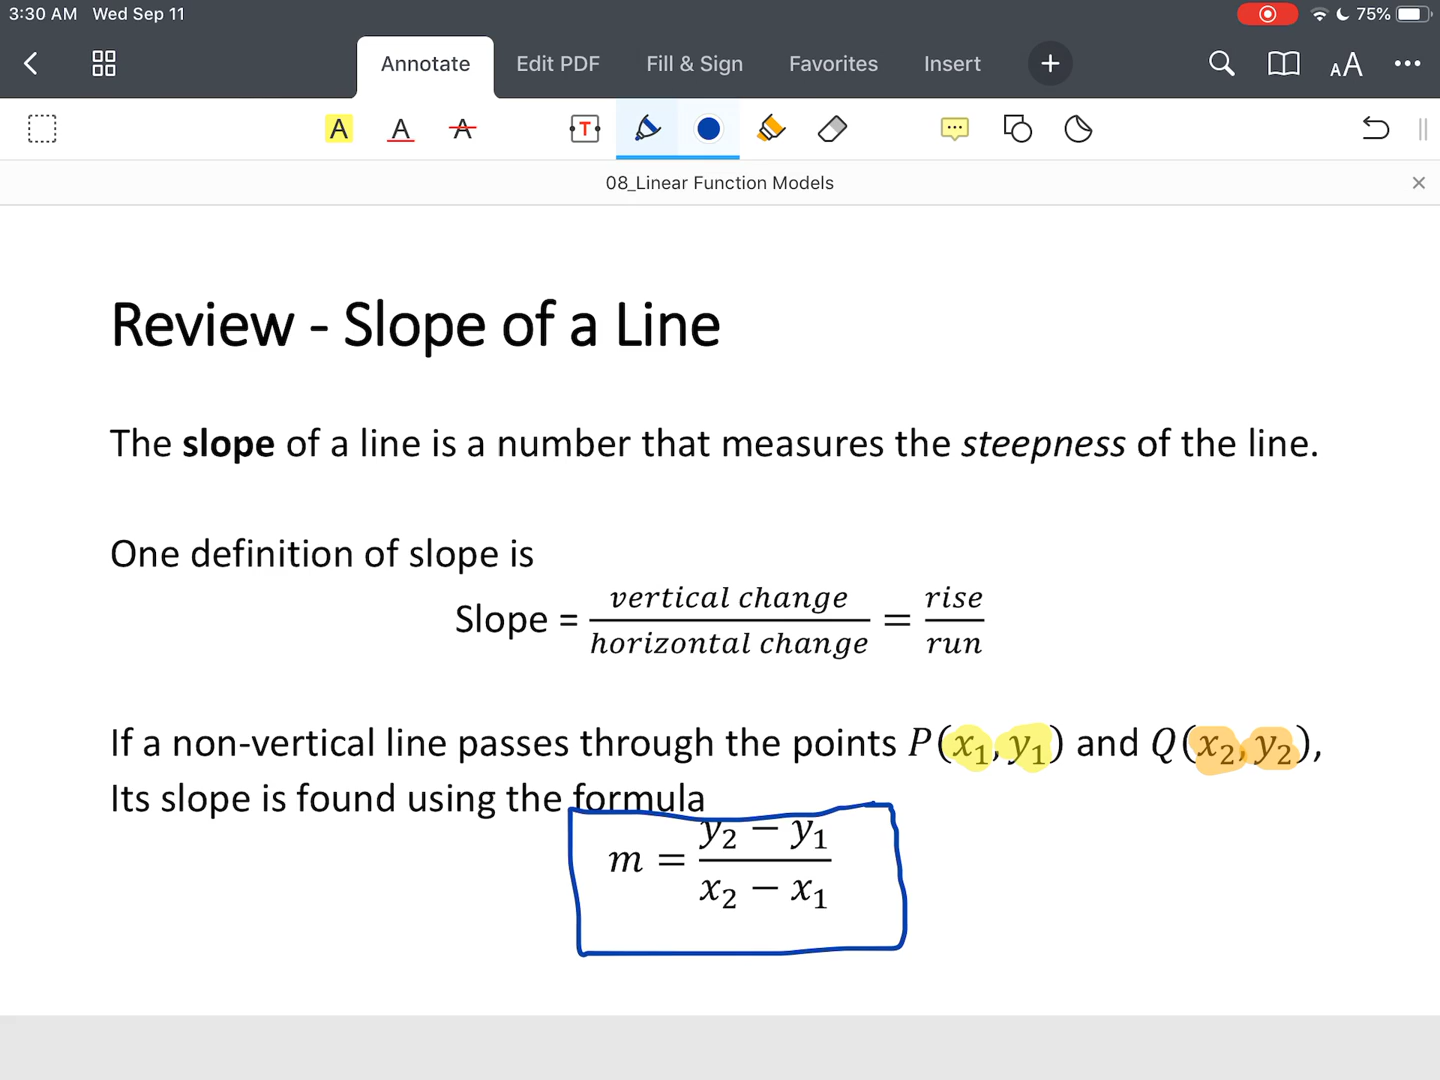 3:30 AM Wed Sep 11 75%
Annotate Edit PDF Fill & Sign Favorites Insert + AA
A A A T
08_Linear Function Models
Review - Slope of a Line
The slope of a line is a number that measures the steepness of the line.
One definition of slope is
Slope = vertical change / horizontal change = rise / run
If a non-vertical line passes through the points P(x₁, y₁) and Q(x₂, y₂),
Its slope is found using the formula
m = y₂ − y₁ / x₂ − x₁